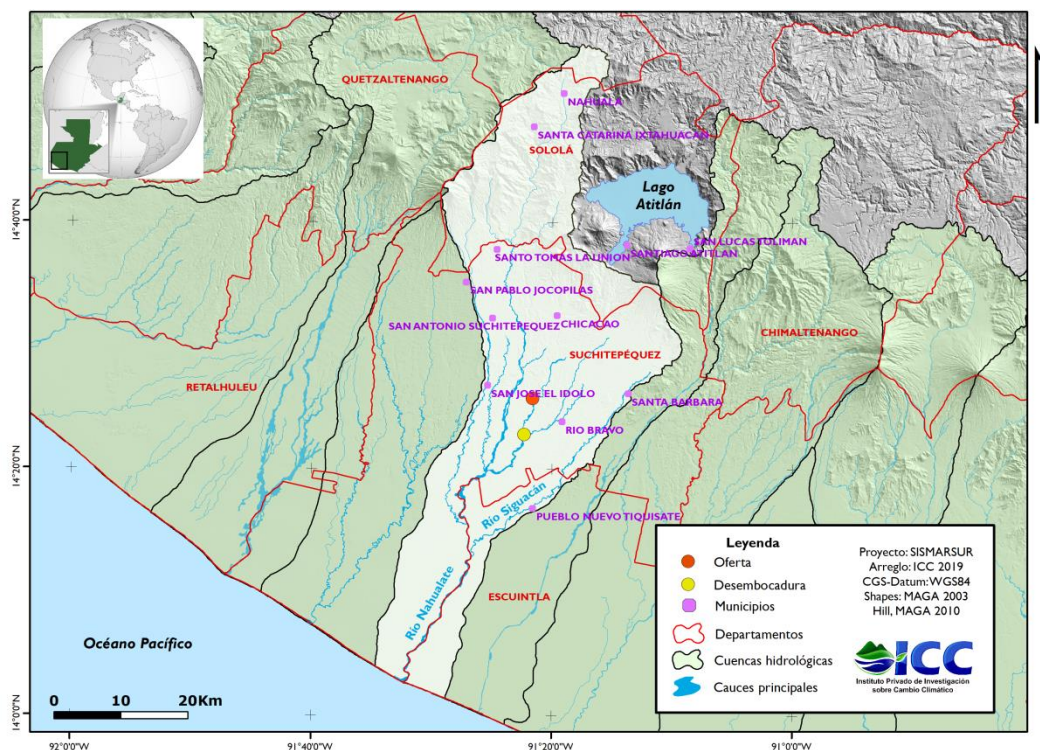 QUETZALTENANGO
NAHUALA
SANTA CATARINA IXTAHUACAN
SOLOLÁ
Lago
Atitlán
14°40'0"N
SAN LUCAS TOLIMAN
SANTO TOMAS LA UNION
SANTIAGO ATITLAN
SAN PABLO JOCOPILAS
SAN ANTONIO SUCHITEPEQUEZ
CHICACAO
CHIMALTENANGO
SUCHITEPÉQUEZ
RETALHULEU
SAN JOSE EL IDOLO
SANTA BARBARA
RIO BRAVO
14°20'0"N
Río Siguacán
PUEBLO NUEVO TIQUISATE
ESCUINTLA
Río Nahualate
Océano Pacífico
0 10 20Km
14°0'0"N
92°0'0"W 91°40'0"W 91°20'0"W 91°0'0"W
Leyenda
Oferta
Desembocadura
Municipios
Departamentos
Cuencas hidrológicas
Cauces principales
Proyecto: SISMARSUR
Arreglo: ICC 2019
CGS-Datum: WGS84
Shapes: MAGA 2003
Hill, MAGA 2010
ICC
Instituto Privado de Investigación
sobre Cambio Climático